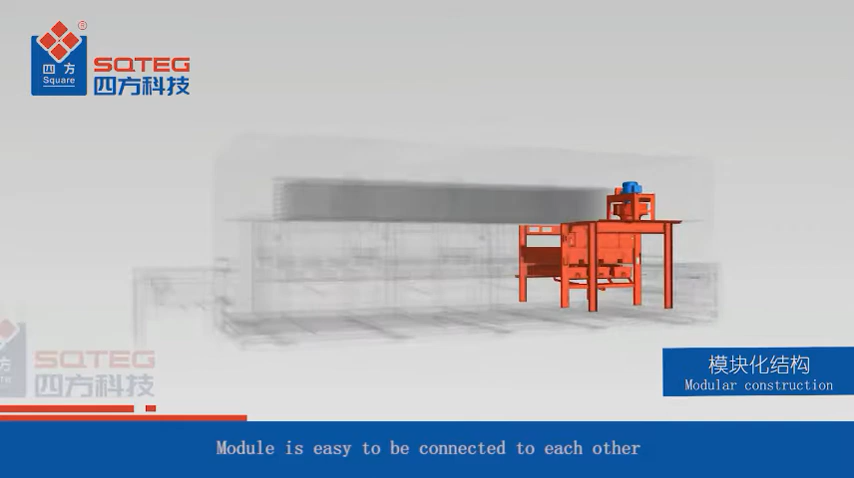 ®
四方
Square
SQTEG
四方科技
SQTEG
四方科技
模块化结构
Modular construction
Module is easy to be connected to each other